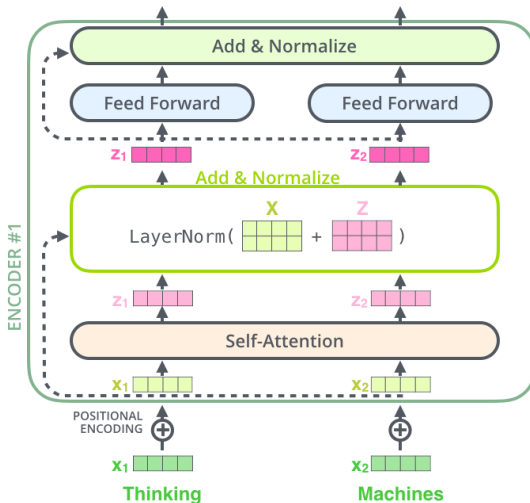 Add & Normalize
Feed Forward Feed Forward
z1 z2
Add & Normalize
X Z
LayerNorm( + )
z1 z2
Self-Attention
x1 x2
POSITIONAL
ENCODING
x1 x2
Thinking Machines
ENCODER #1